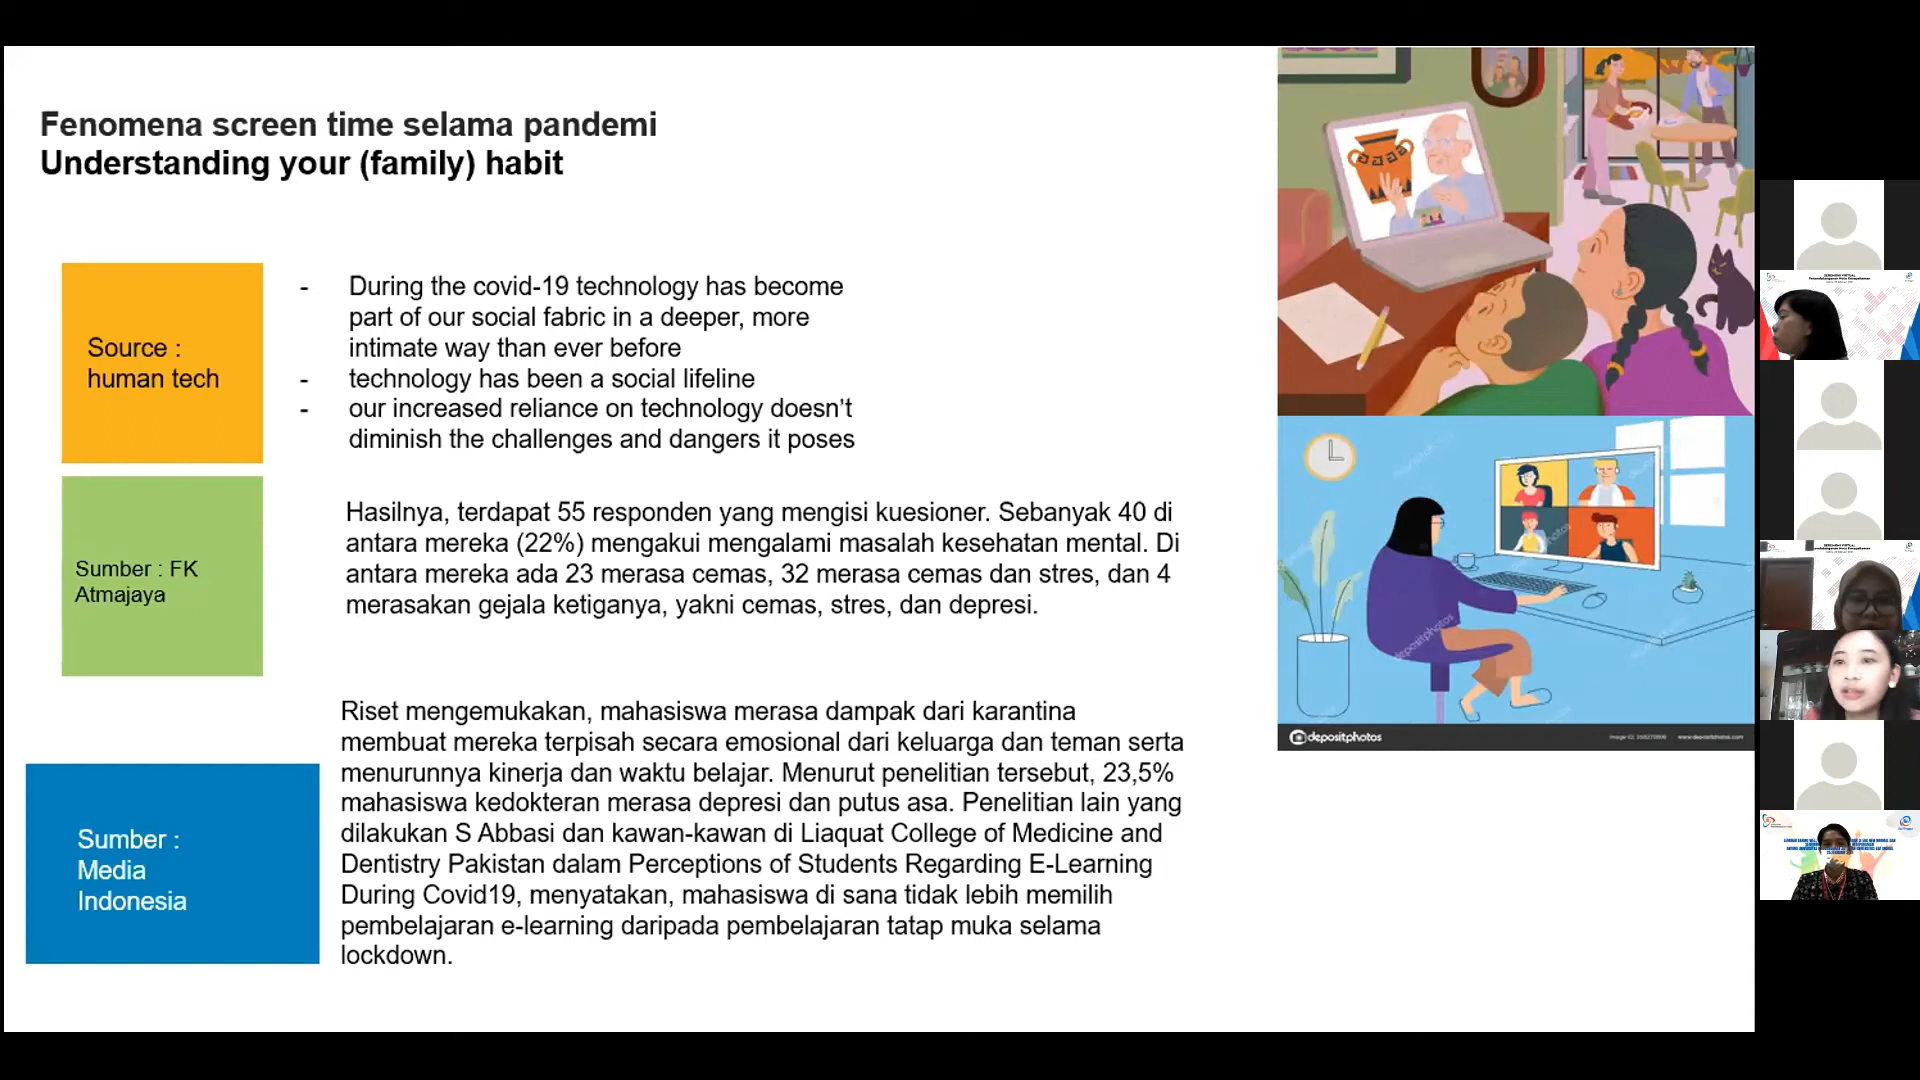 Fenomena screen time selama pandemi
Understanding your (family) habit
Source :
human tech
- During the covid-19 technology has become
part of our social fabric in a deeper, more
intimate way than ever before
- technology has been a social lifeline
- our increased reliance on technology doesn't
diminish the challenges and dangers it poses
Sumber : FK
Atmajaya
Hasilnya, terdapat 55 responden yang mengisi kuesioner. Sebanyak 40 di
antara mereka (22%) mengakui mengalami masalah kesehatan mental. Di
antara mereka ada 23 merasa cemas, 32 merasa cemas dan stres, dan 4
merasakan gejala ketiganya, yakni cemas, stres, dan depresi.
Sumber :
Media
Indonesia
Riset mengemukakan, mahasiswa merasa dampak dari karantina
membuat mereka terpisah secara emosional dari keluarga dan teman serta
menurunnya kinerja dan waktu belajar. Menurut penelitian tersebut, 23,5%
mahasiswa kedokteran merasa depresi dan putus asa. Penelitian lain yang
dilakukan S Abbasi dan kawan-kawan di Liaquat College of Medicine and
Dentistry Pakistan dalam Perceptions of Students Regarding E-Learning
During Covid19, menyatakan, mahasiswa di sana tidak lebih memilih
pembelajaran e-learning daripada pembelajaran tatap muka selama
lockdown.
depositphotos
www.depositphotos.com